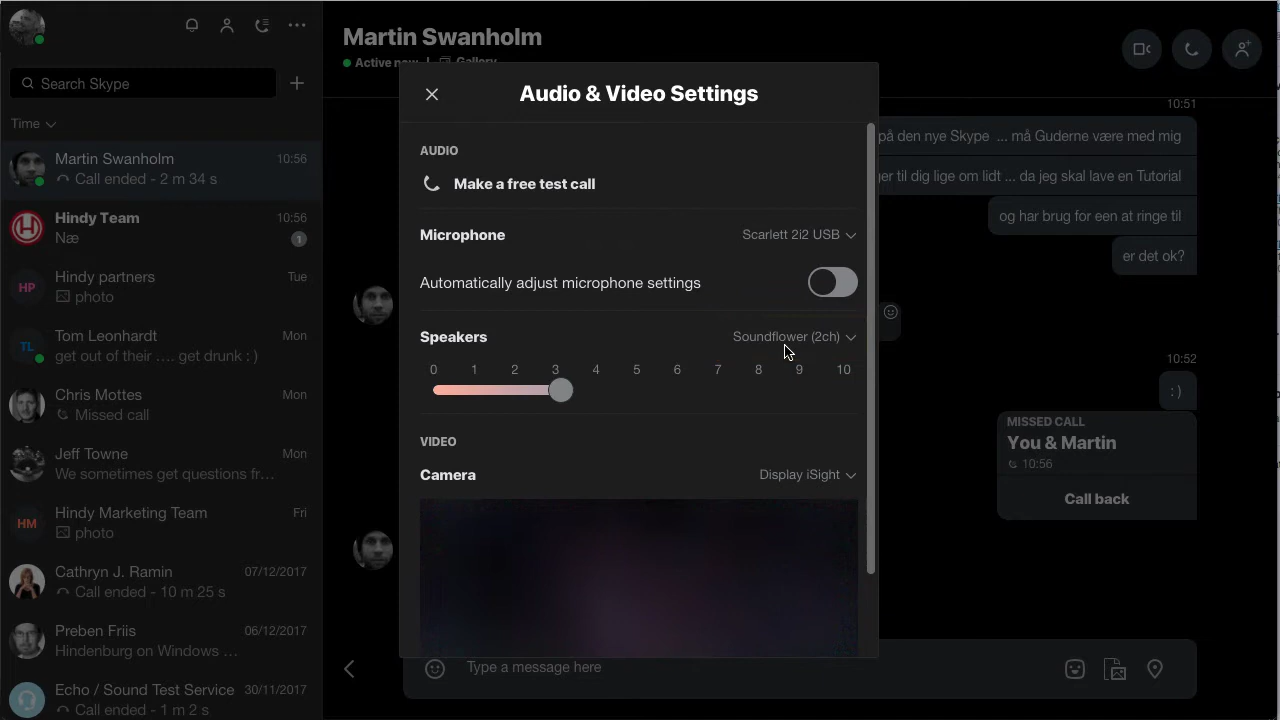 Search Skype
Time
Martin Swanholm
10:56
Call ended - 2 m 34 s
Hindy Team
10:56
Næ
1
HP
Hindy partners
Tue
photo
TL
Tom Leonhardt
Mon
get out of their .... get drunk : )
Chris Mottes
Mon
Missed call
Jeff Towne
Mon
We sometimes get questions fr...
HM
Hindy Marketing Team
Fri
photo
Cathryn J. Ramin
07/12/2017
Call ended - 10 m 25 s
Preben Friis
06/12/2017
Hindenburg on Windows ...
Echo / Sound Test Service
30/11/2017
Call ended - 1 m 2 s
Martin Swanholm
Active now | Gallery
Audio & Video Settings
AUDIO
Make a free test call
Microphone
Scarlett 2i2 USB
Automatically adjust microphone settings
Speakers
Soundflower (2ch)
0 1 2 3 4 5 6 7 8 9 10
VIDEO
Camera
Display iSight
10:51
på den nye Skype ... må Guderne være med mig
til dig lige om lidt ... da jeg skal lave en Tutorial
og har brug for een at ringe til
er det ok?
10:52
: )
MISSED CALL
You & Martin
10:56
Call back
Type a message here